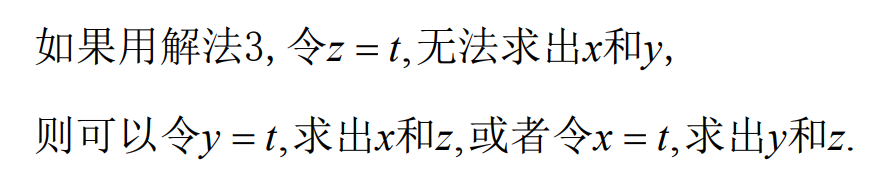 如果用解法3, 令z = t,无法求出x和y,
则可以令y = t,求出x和z,或者令x = t,求出y和z.